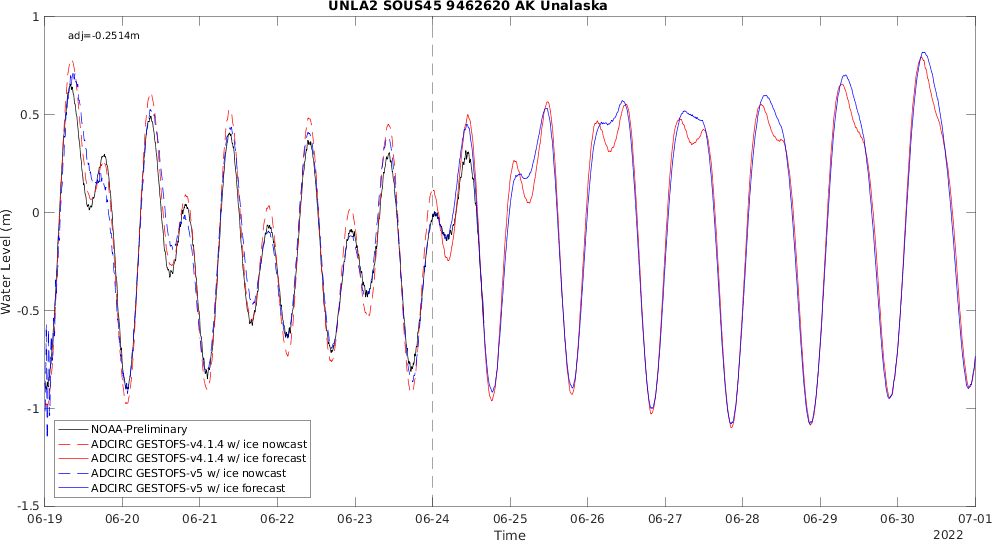 UNLA2 SOUS45 9462620 AK Unalaska
adj=-0.2514m
1
0.5
0
-0.5
-1
-1.5
Water Level (m)
NOAA-Preliminary
ADCIRC GESTOFS-v4.1.4 w/ ice nowcast
ADCIRC GESTOFS-v4.1.4 w/ ice forecast
ADCIRC GESTOFS-v5 w/ ice nowcast
ADCIRC GESTOFS-v5 w/ ice forecast
06-19 06-20 06-21 06-22 06-23 06-24 06-25 06-26 06-27 06-28 06-29 06-30 07-01
Time
2022